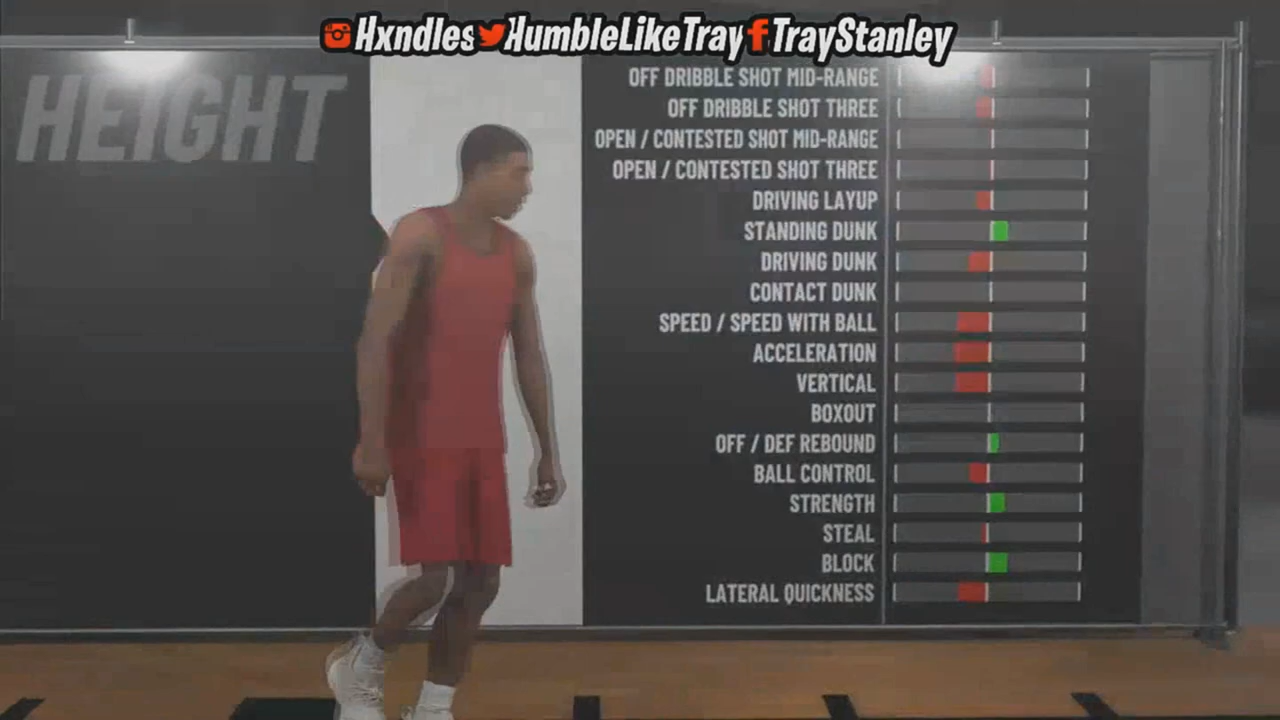 Hxndles HumbleLikeTray TrayStanley
HEIGHT
OFF DRIBBLE SHOT MID-RANGE
OFF DRIBBLE SHOT THREE
OPEN / CONTESTED SHOT MID-RANGE
OPEN / CONTESTED SHOT THREE
DRIVING LAYUP
STANDING DUNK
DRIVING DUNK
CONTACT DUNK
SPEED / SPEED WITH BALL
ACCELERATION
VERTICAL
BOXOUT
OFF / DEF REBOUND
BALL CONTROL
STRENGTH
STEAL
BLOCK
LATERAL QUICKNESS